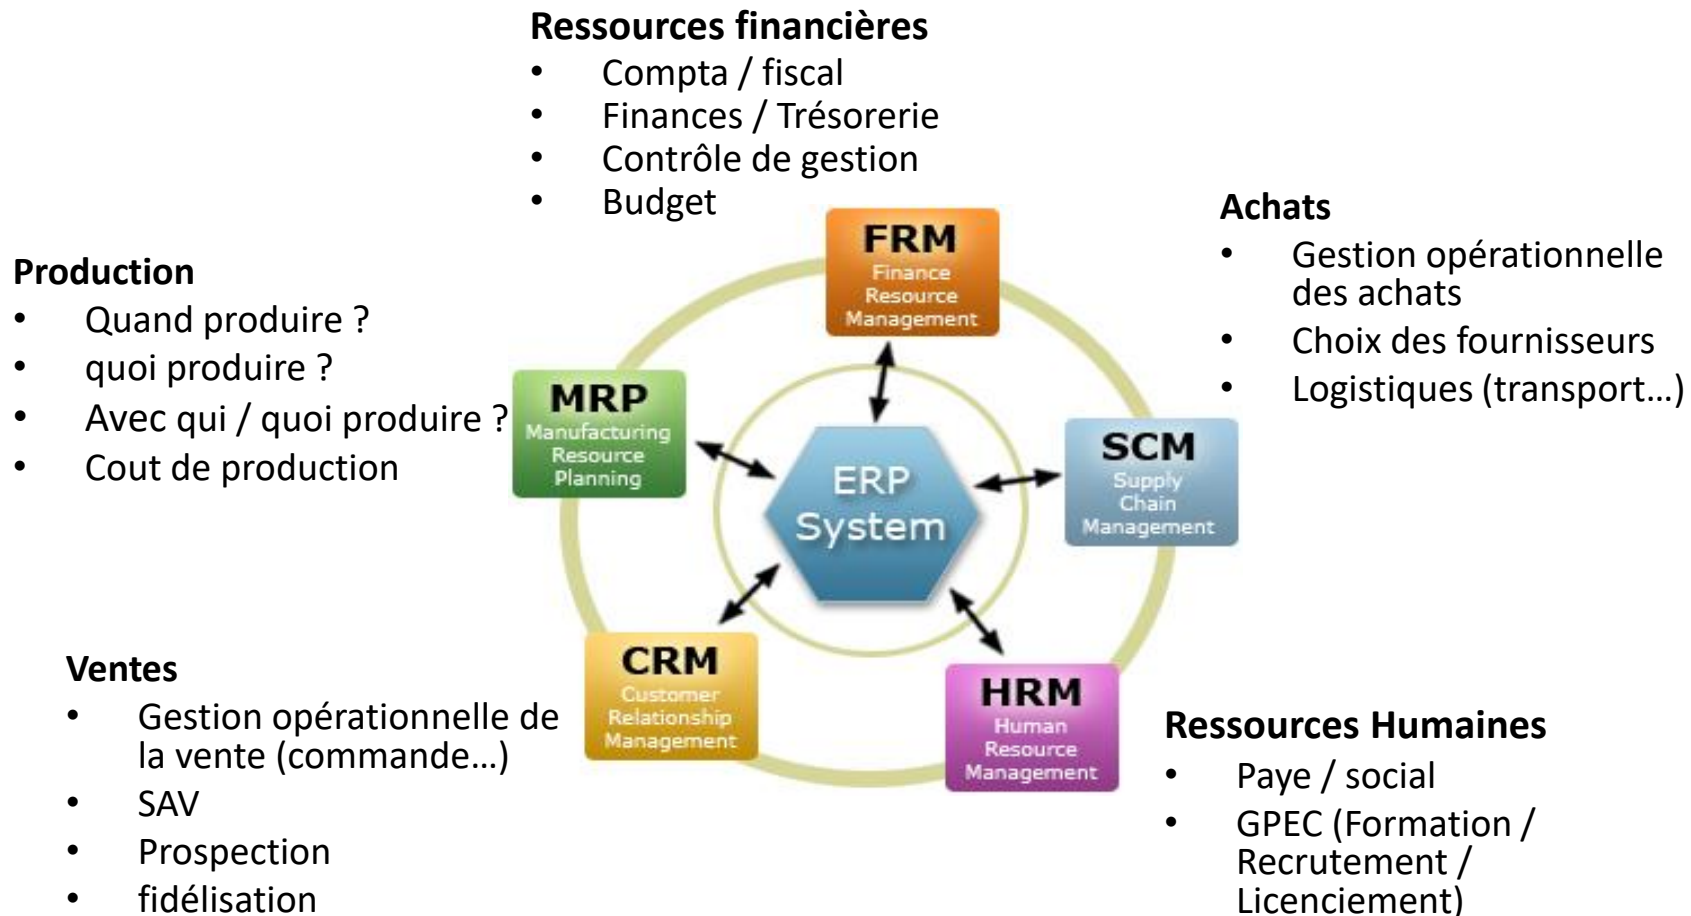 Ressources financières
• Compta / fiscal
• Finances / Trésorerie
• Contrôle de gestion
• Budget
Achats
• Gestion opérationnelle
des achats
• Choix des fournisseurs
• Logistiques (transport…)
Production
• Quand produire ?
• quoi produire ?
• Avec qui / quoi produire ?
• Cout de production
FRM
Finance
Resource
Management
MRP
Manufacturing
Resource
Planning
ERP
System
SCM
Supply
Chain
Management
CRM
Customer
Relationship
Management
HRM
Human
Resource
Management
Ventes
• Gestion opérationnelle de
la vente (commande…)
• SAV
• Prospection
• fidélisation
Ressources Humaines
• Paye / social
• GPEC (Formation /
Recrutement /
Licenciement)